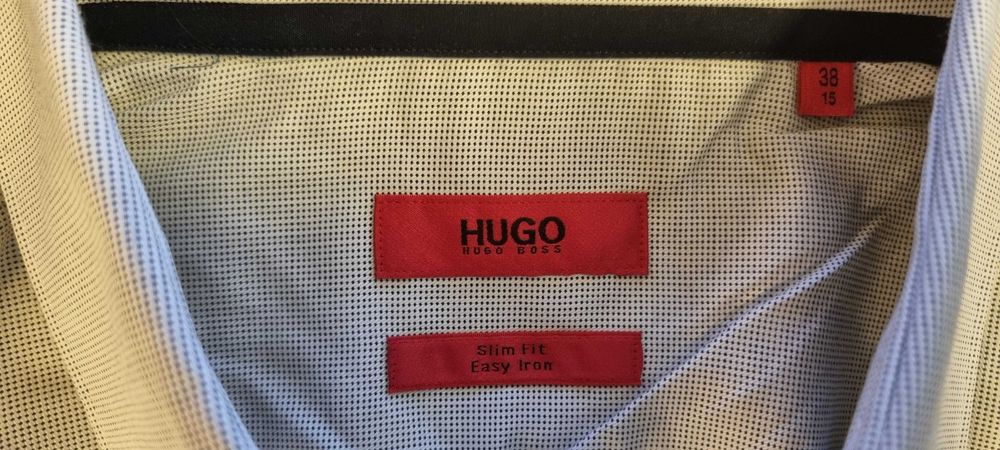 38
15
HUGO
HUGO BOSS
Slim Fit
Easy Iron